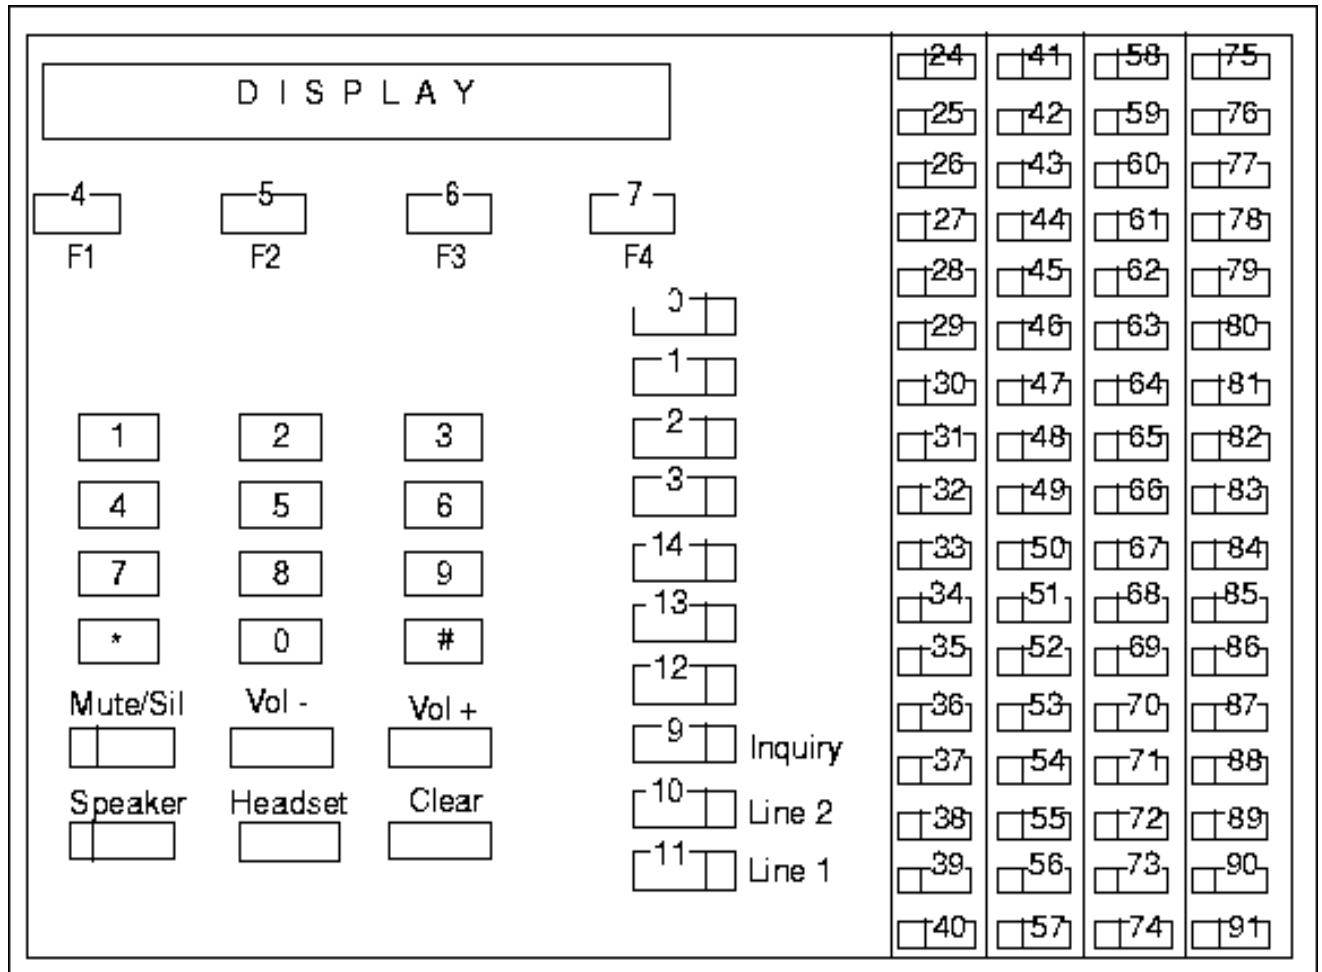 DISPLAY
4 5 6 7
F1 F2 F3 F4
0
1
2
3
14
13
12
9 Inquiry
10 Line 2
11 Line 1
1 2 3
4 5 6
7 8 9
* 0 #
Mute/Sil Vol - Vol +
Speaker Headset Clear
24 41 58 75
25 42 59 76
26 43 60 77
27 44 61 78
28 45 62 79
29 46 63 80
30 47 64 81
31 48 65 82
32 49 66 83
33 50 67 84
34 51 68 85
35 52 69 86
36 53 70 87
37 54 71 88
38 55 72 89
39 56 73 90
40 57 74 91